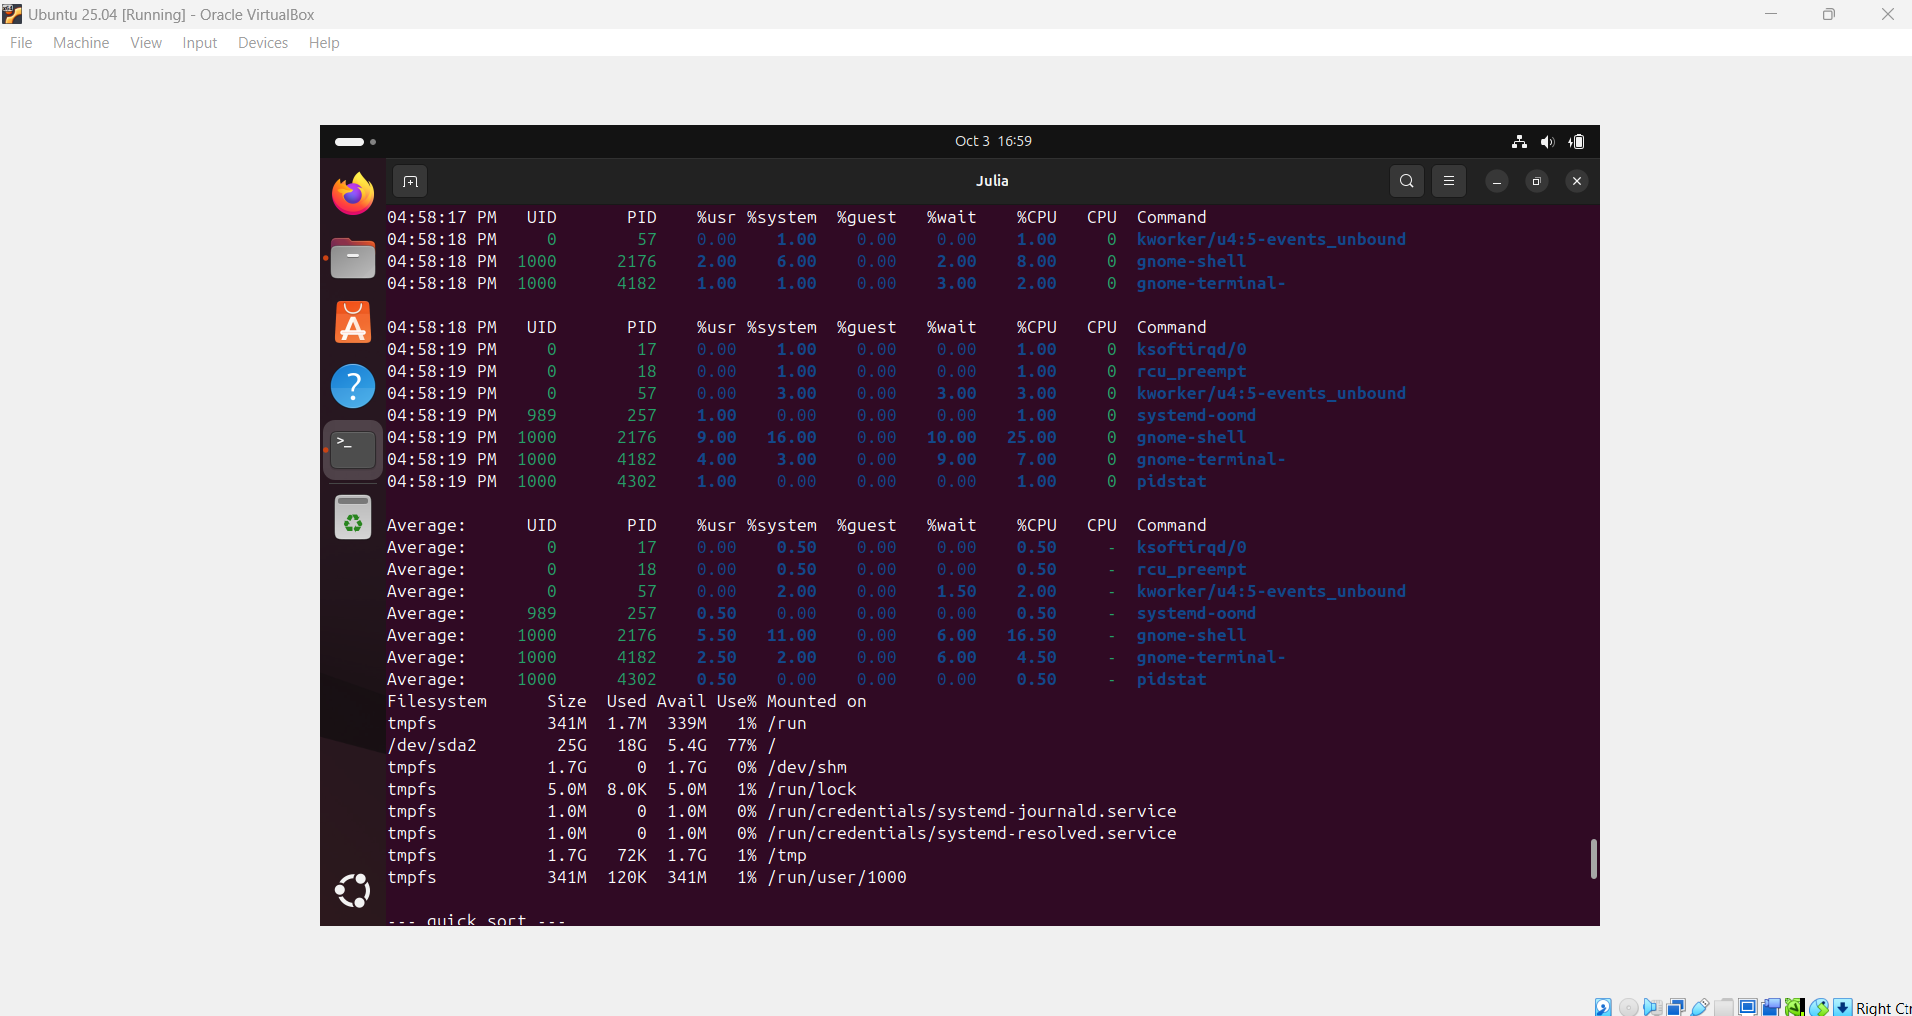 Ubuntu 25.04 [Running] - Oracle VirtualBox
File Machine View Input Devices Help
Oct 3 16:59
Julia
04:58:17 PM UID PID %usr %system %guest %wait %CPU CPU Command
04:58:18 PM 0 57 0.00 1.00 0.00 0.00 1.00 0 kworker/u4:5-events_unbound
04:58:18 PM 1000 2176 2.00 6.00 0.00 2.00 8.00 0 gnome-shell
04:58:18 PM 1000 4182 1.00 1.00 0.00 3.00 2.00 0 gnome-terminal-
04:58:18 PM UID PID %usr %system %guest %wait %CPU CPU Command
04:58:19 PM 0 17 0.00 1.00 0.00 0.00 1.00 0 ksoftirqd/0
04:58:19 PM 0 18 0.00 1.00 0.00 0.00 1.00 0 rcu_preempt
04:58:19 PM 0 57 0.00 3.00 0.00 3.00 3.00 0 kworker/u4:5-events_unbound
04:58:19 PM 989 257 1.00 0.00 0.00 0.00 1.00 0 systemd-oomd
04:58:19 PM 1000 2176 9.00 16.00 0.00 10.00 25.00 0 gnome-shell
04:58:19 PM 1000 4182 4.00 3.00 0.00 9.00 7.00 0 gnome-terminal-
04:58:19 PM 1000 4302 1.00 0.00 0.00 0.00 1.00 0 pidstat
Average: UID PID %usr %system %guest %wait %CPU CPU Command
Average: 0 17 0.00 0.50 0.00 0.00 0.50 - ksoftirqd/0
Average: 0 18 0.00 0.50 0.00 0.00 0.50 - rcu_preempt
Average: 0 57 0.00 2.00 0.00 1.50 2.00 - kworker/u4:5-events_unbound
Average: 989 257 0.50 0.00 0.00 0.00 0.50 - systemd-oomd
Average: 1000 2176 5.50 11.00 0.00 6.00 16.50 - gnome-shell
Average: 1000 4182 2.50 2.00 0.00 6.00 4.50 - gnome-terminal-
Average: 1000 4302 0.50 0.00 0.00 0.00 0.50 - pidstat
Filesystem Size Used Avail Use% Mounted on
tmpfs 341M 1.7M 339M 1% /run
/dev/sda2 25G 18G 5.4G 77% /
tmpfs 1.7G 0 1.7G 0% /dev/shm
tmpfs 5.0M 8.0K 5.0M 1% /run/lock
tmpfs 1.0M 0 1.0M 0% /run/credentials/systemd-journald.service
tmpfs 1.0M 0 1.0M 0% /run/credentials/systemd-resolved.service
tmpfs 1.7G 72K 1.7G 1% /tmp
tmpfs 341M 120K 341M 1% /run/user/1000
--- quick sort ---
Right Ctr